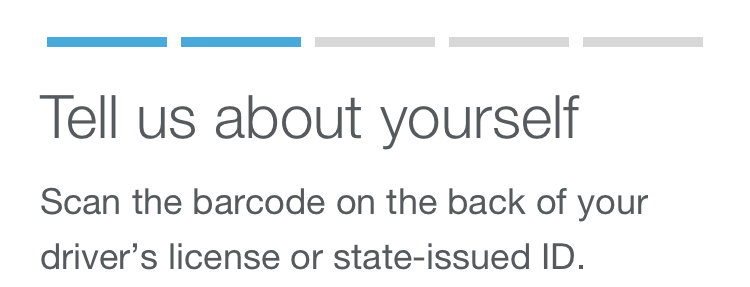 Tell us about yourself
Scan the barcode on the back of your
driver’s license or state-issued ID.